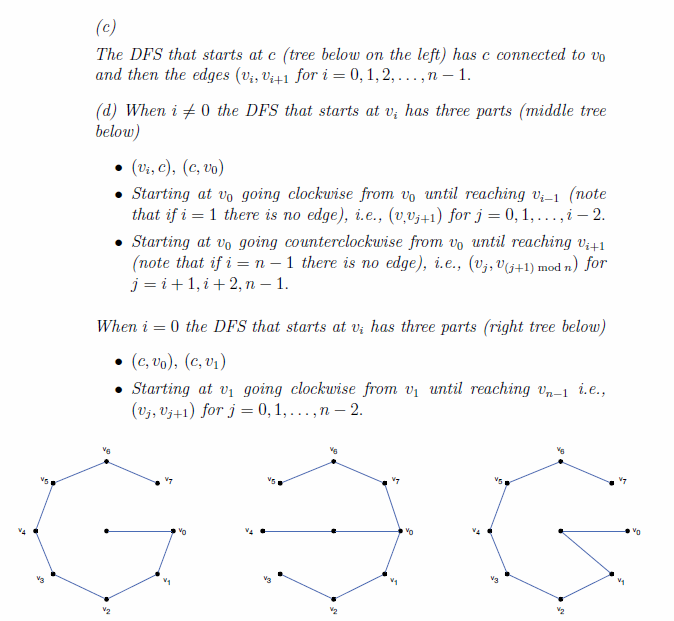 (c)
The DFS that starts at c (tree below on the left) has c connected to v₀
and then the edges (vᵢ, vᵢ₊₁ for i = 0, 1, 2, . . . , n − 1.
(d) When i ≠ 0 the DFS that starts at vᵢ has three parts (middle tree
below)
• (vᵢ, c), (c, v₀)
• Starting at v₀ going clockwise from v₀ until reaching vᵢ₋₁ (note
that if i = 1 there is no edge), i.e., (v,vⱼ₊₁) for j = 0, 1, . . . , i − 2.
• Starting at v₀ going counterclockwise from v₀ until reaching vᵢ₊₁
(note that if i = n − 1 there is no edge), i.e., (vⱼ, v₍ⱼ₊₁₎ mod n) for
j = i + 1, i + 2, n − 1.
When i = 0 the DFS that starts at vᵢ has three parts (right tree below)
• (c, v₀), (c, v₁)
• Starting at v₁ going clockwise from v₁ until reaching vₙ₋₁ i.e.,
(vⱼ, vⱼ₊₁) for j = 0, 1, . . . , n − 2.
v₆ v₆ v₆
v₅ v₇ v₅ v₇ v₅ v₇
v₄ v₀ v₄ v₀ v₄ v₀
v₃ v₁ v₃ v₁ v₃ v₁
v₂ v₂ v₂